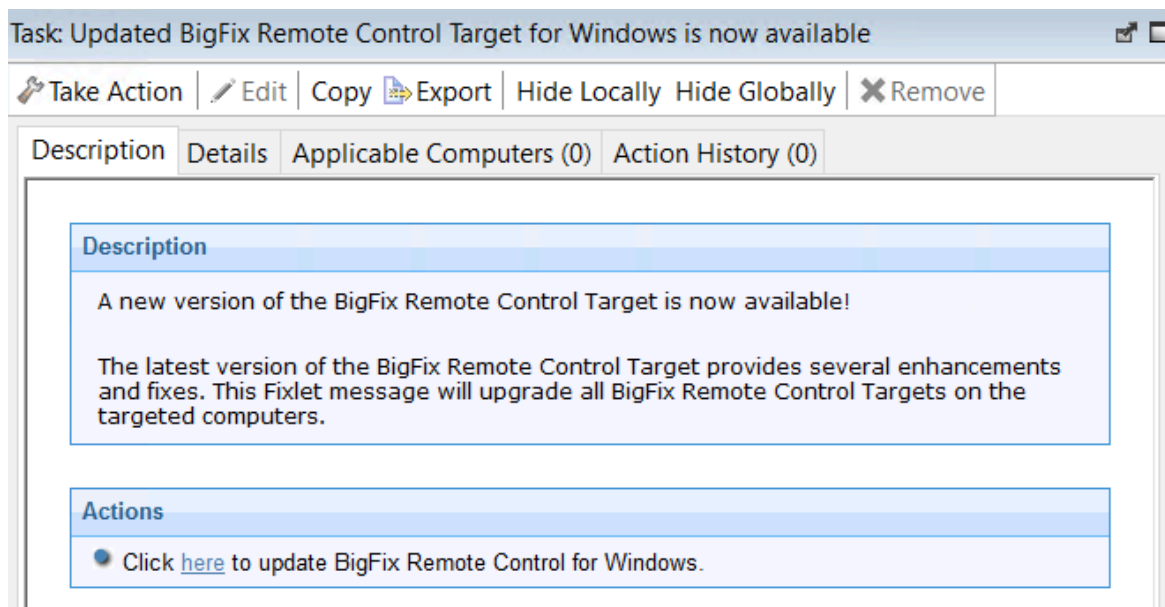 Task: Updated BigFix Remote Control Target for Windows is now available
Take Action Edit Copy Export Hide Locally Hide Globally Remove
Description Details Applicable Computers (0) Action History (0)
Description
A new version of the BigFix Remote Control Target is now available!
The latest version of the BigFix Remote Control Target provides several enhancements
and fixes. This Fixlet message will upgrade all BigFix Remote Control Targets on the
targeted computers.
Actions
Click here to update BigFix Remote Control for Windows.